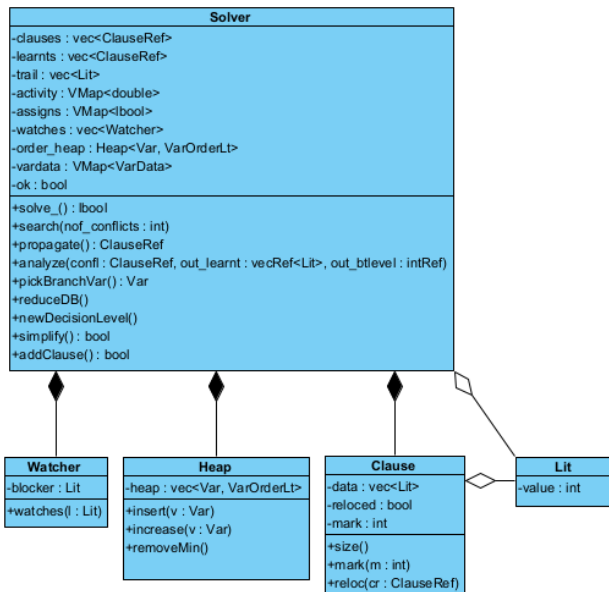 Solver
-clauses : vec<ClauseRef>
-learnts : vec<ClauseRef>
-trail : vec<Lit>
-activity : VMap<double>
-assigns : VMap<lbool>
-watches : vec<Watcher>
-order_heap : Heap<Var, VarOrderLt>
-vardata : VMap<VarData>
-ok : bool
+solve_() : lbool
+search(nof_conflicts : int)
+propagate() : ClauseRef
+analyze(confl : ClauseRef, out_learnt : vecRef<Lit>, out_btlevel : intRef)
+pickBranchVar() : Var
+reduceDB()
+newDecisionLevel()
+simplify() : bool
+addClause() : bool
Watcher
-blocker : Lit
+watches(l : Lit)
Heap
-heap : vec<Var, VarOrderLt>
+insert(v : Var)
+increase(v : Var)
+removeMin()
Clause
-data : vec<Lit>
-reloced : bool
-mark : int
+size()
+mark(m : int)
+reloc(cr : ClauseRef)
Lit
-value : int